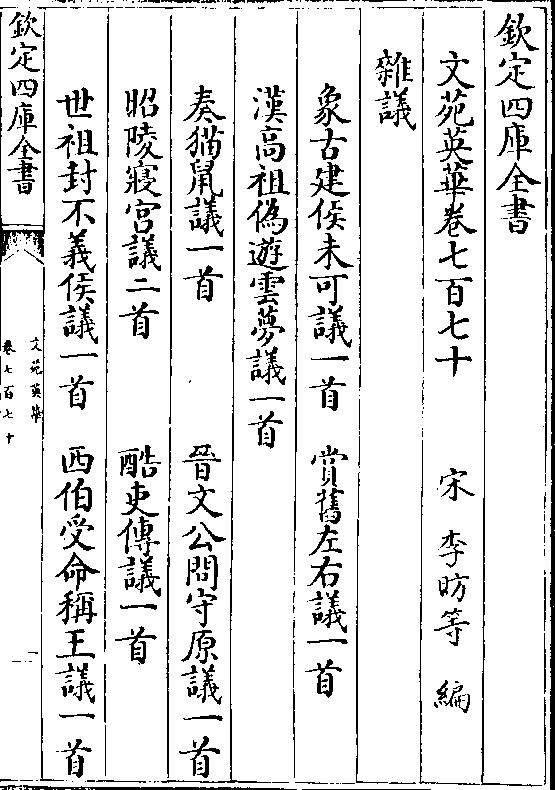 欽定四庫全書
文苑英華卷七百七十　宋　李昉等　編
雜議
象古建侯未可議一首　賞舊左右議一首
漢高祖偽遊雲夢議一首
奏猫鼠議一首　晉文公問守原議一首
昭陵寢宮議二首　酷吏傳議一首
世祖封不義侯議一首　西伯受命稱王議一首
欽定四庫全書
文苑英華
卷七百七十
一